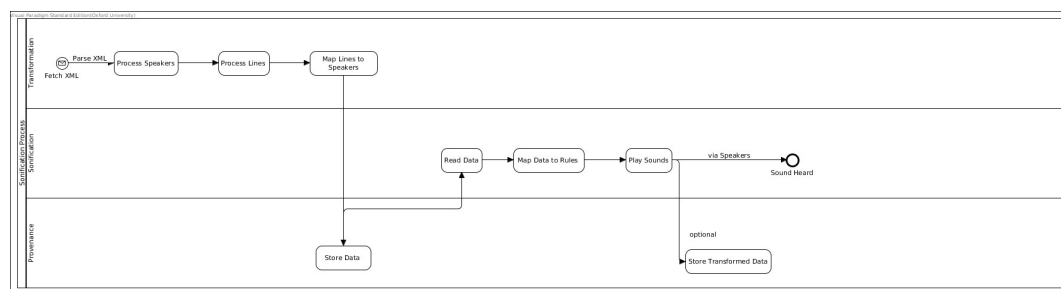 Visual Paradigm Standard Edition(Oxford University)
Sonification Process
Transformation
Fetch XML
Parse XML
Process Speakers
Process Lines
Map Lines to
Speakers
Sonification
Read Data
Map Data to Rules
Play Sounds
via Speakers
Sound Heard
Provenance
Store Data
optional
Store Transformed Data